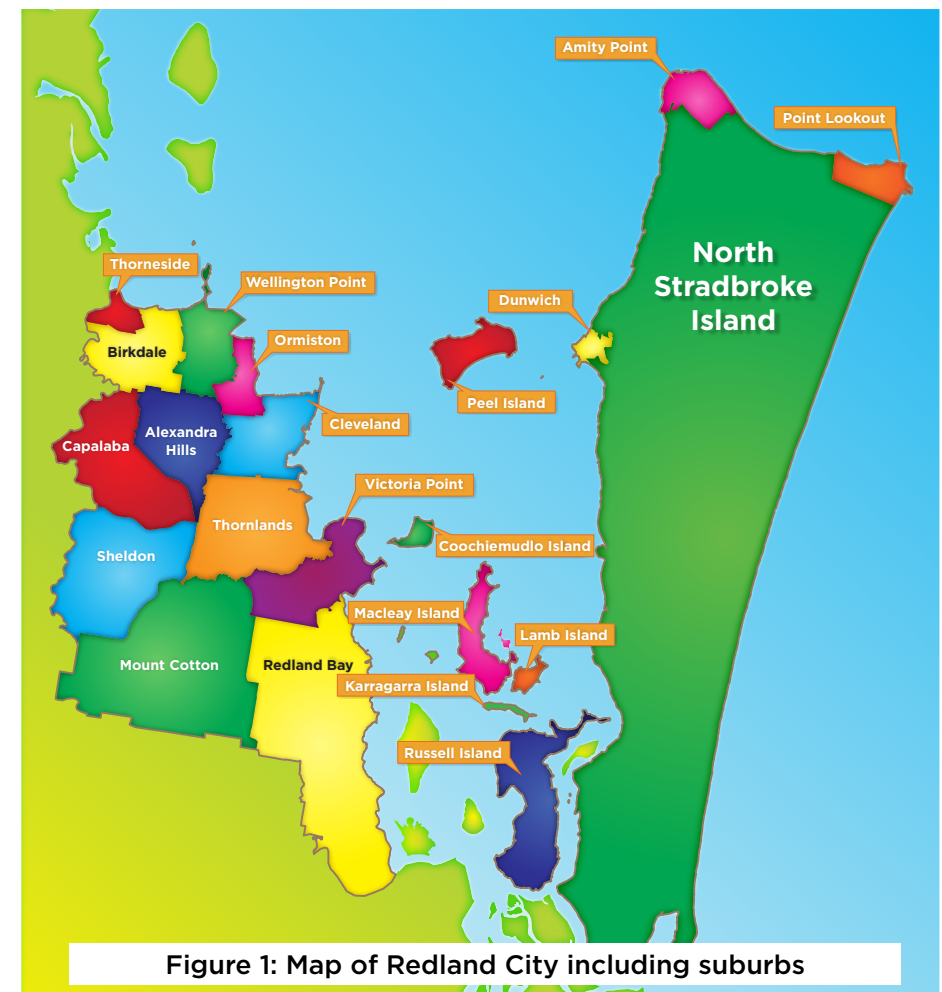 Amity Point
Point Lookout
North
Stradbroke
Island
Thorneside
Wellington Point
Dunwich
Ormiston
Birkdale
Peel Island
Cleveland
Alexandra
Hills
Capalaba
Victoria Point
Thornlands
Coochiemudlo Island
Sheldon
Macleay Island
Lamb Island
Mount Cotton
Redland Bay
Karragarra Island
Russell Island
Figure 1: Map of Redland City including suburbs